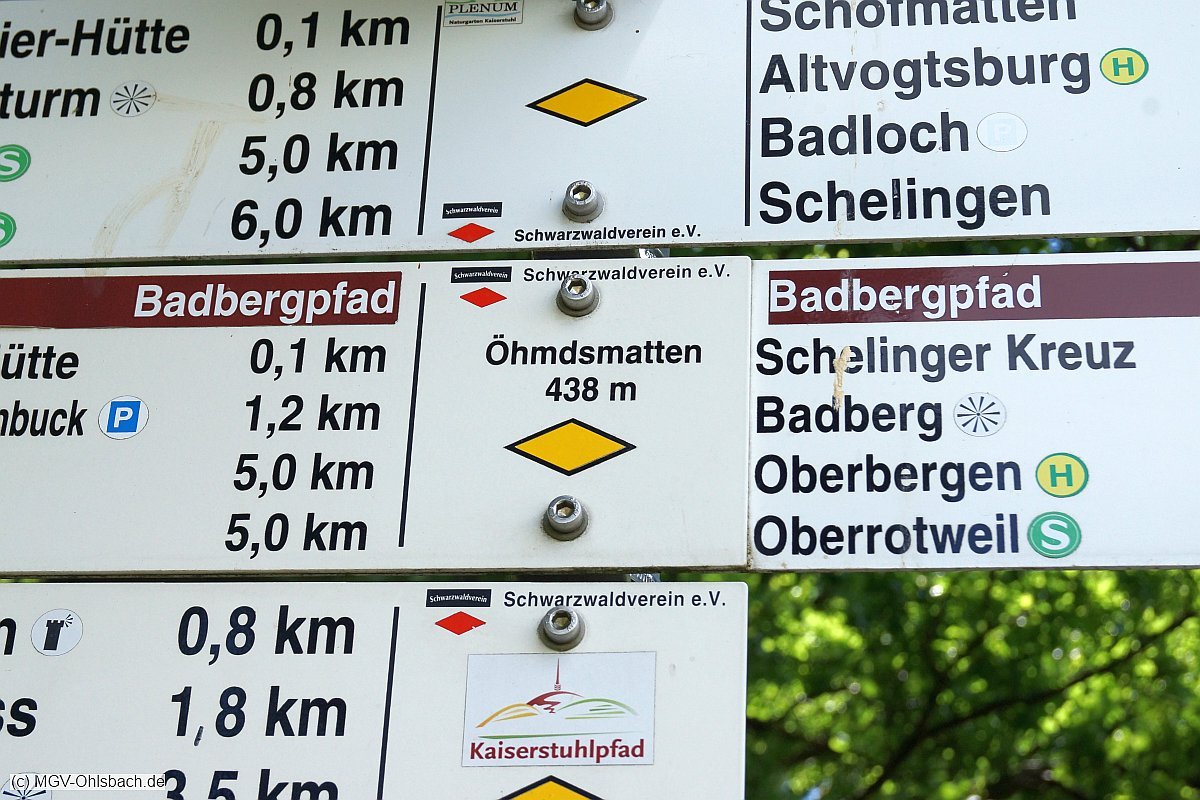 PLENUM
Naturgarten Kaiserstuhl
ier-Hütte 0,1 km
turm 0,8 km
S 5,0 km
S 6,0 km
Schwarzwaldverein
Schwarzwaldverein e.V.
Schofmatten
Altvogtsburg H
Badloch P
Schelingen
Badbergpfad
ütte 0,1 km
nbuck P 1,2 km
5,0 km
5,0 km
Schwarzwaldverein
Schwarzwaldverein e.V.
Öhmdsmatten
438 m
Badbergpfad
Schelinger Kreuz
Badberg
Oberbergen H
Oberrotweil S
n 0,8 km
ss 1,8 km
3,5 km
Schwarzwaldverein
Schwarzwaldverein e.V.
Kaiserstuhlpfad
(c) MGV-Ohlsbach.de